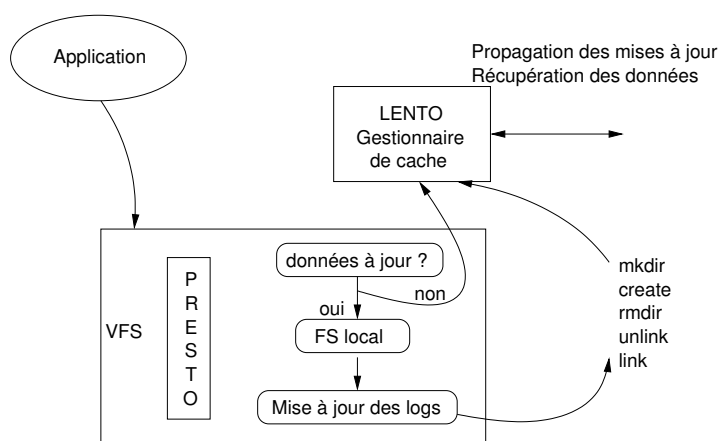 Application
Propagation des mises à jour
Récupération des données
LENTO
Gestionnaire
de cache
données à jour ?
non
oui
VFS
P
R
E
S
T
O
FS local
Mise à jour des logs
mkdir
create
rmdir
unlink
link